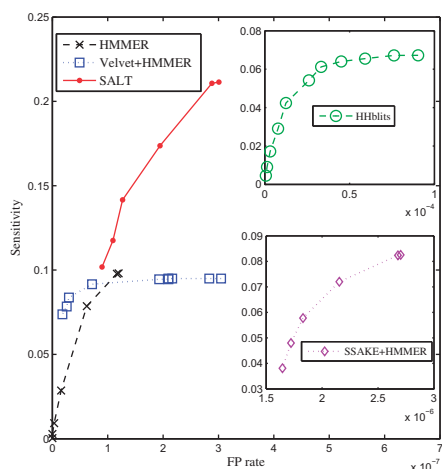 HMMER
Velvet+HMMER
SALT
0.25
0.2
0.15
0.1
0.05
0
Sensitivity
0 1 2 3 4 5 6 7
x 10⁻⁷
FP rate
0.08
0.06
0.04
0.02
0
HHblits
0 0.5 1
x 10⁻⁴
0.09
0.08
0.07
0.06
0.05
0.04
0.03
SSAKE+HMMER
1.5 2 2.5 3
x 10⁻⁶